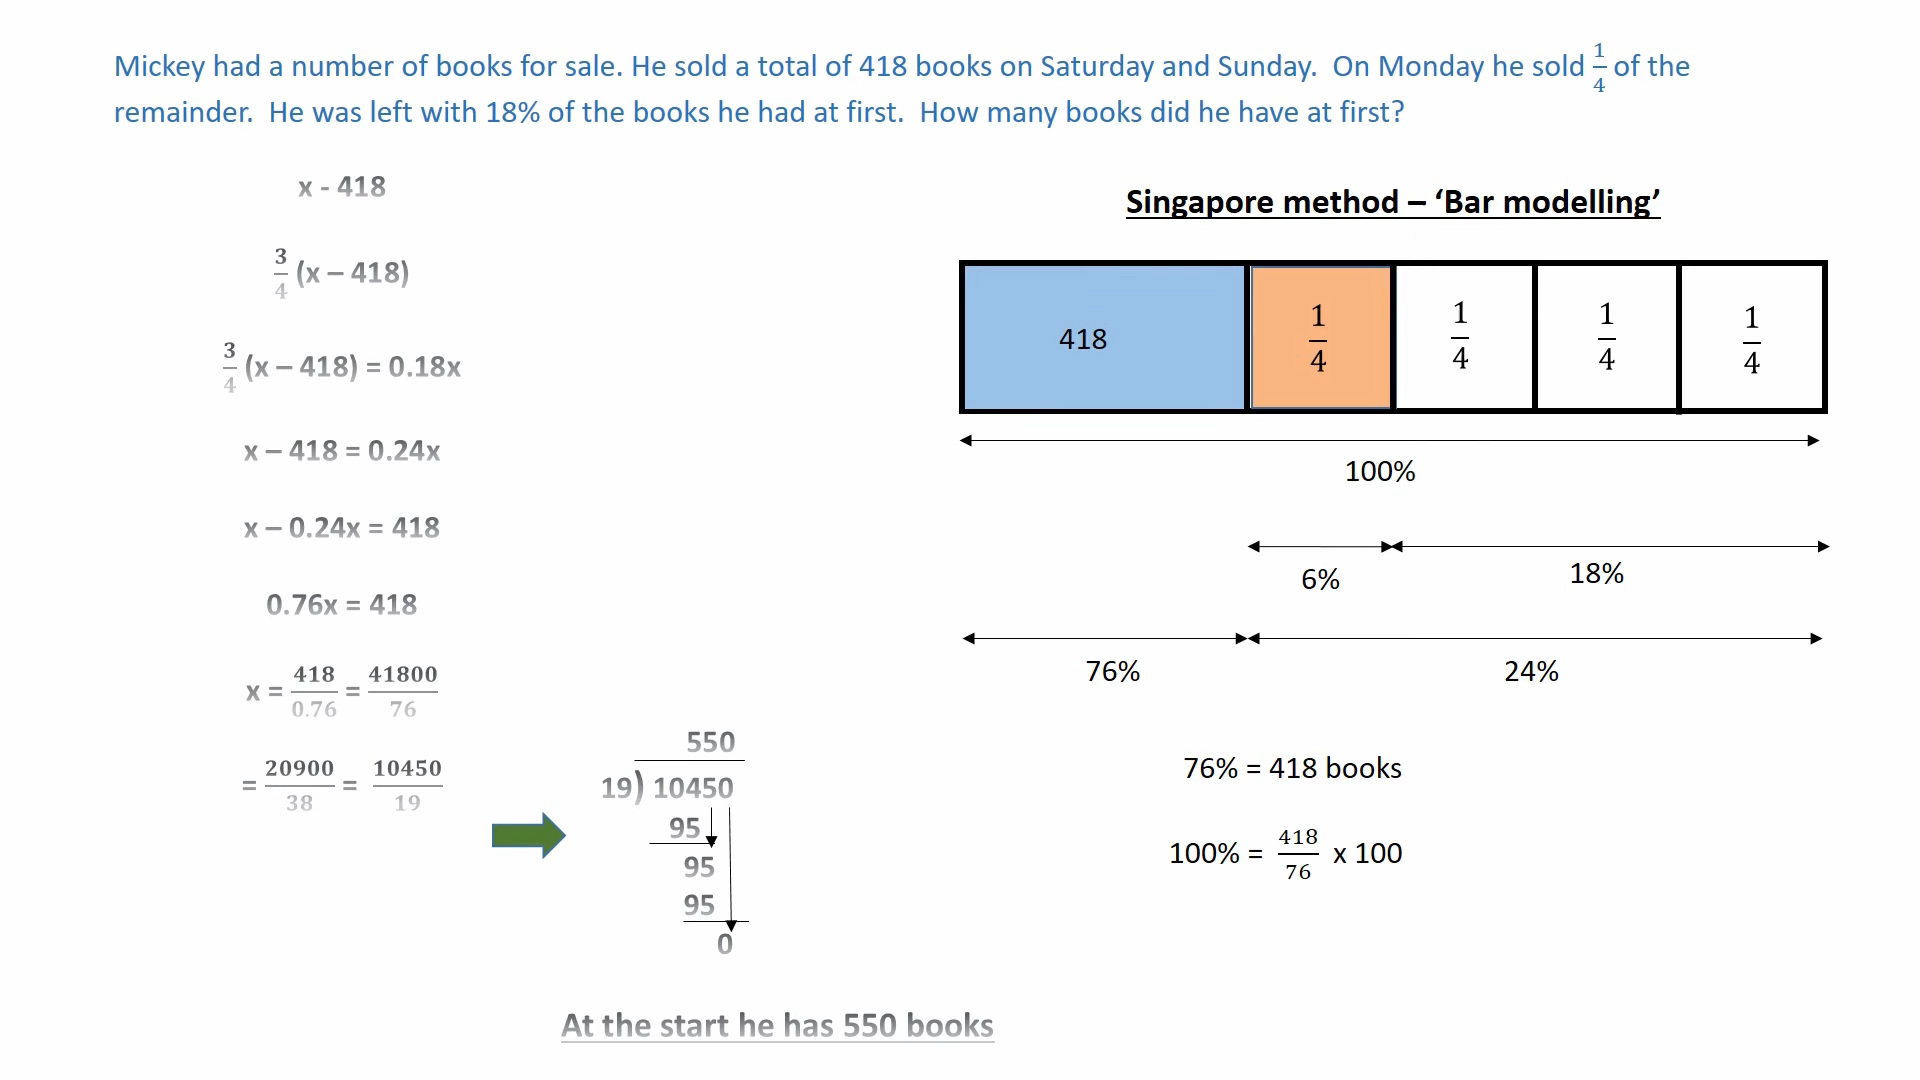 Mickey had a number of books for sale. He sold a total of 418 books on Saturday and Sunday. On Monday he sold 1/4 of the
remainder. He was left with 18% of the books he had at first. How many books did he have at first?
x - 418
3/4 (x – 418)
3/4 (x – 418) = 0.18x
x – 418 = 0.24x
x – 0.24x = 418
0.76x = 418
x = 418/0.76 = 41800/76
= 20900/38 = 10450/19
550
19) 10450
95
95
95
0
Singapore method – ‘Bar modelling’
418 1/4 1/4 1/4 1/4
100%
6% 18%
76% 24%
76% = 418 books
100% = 418/76 x 100
At the start he has 550 books